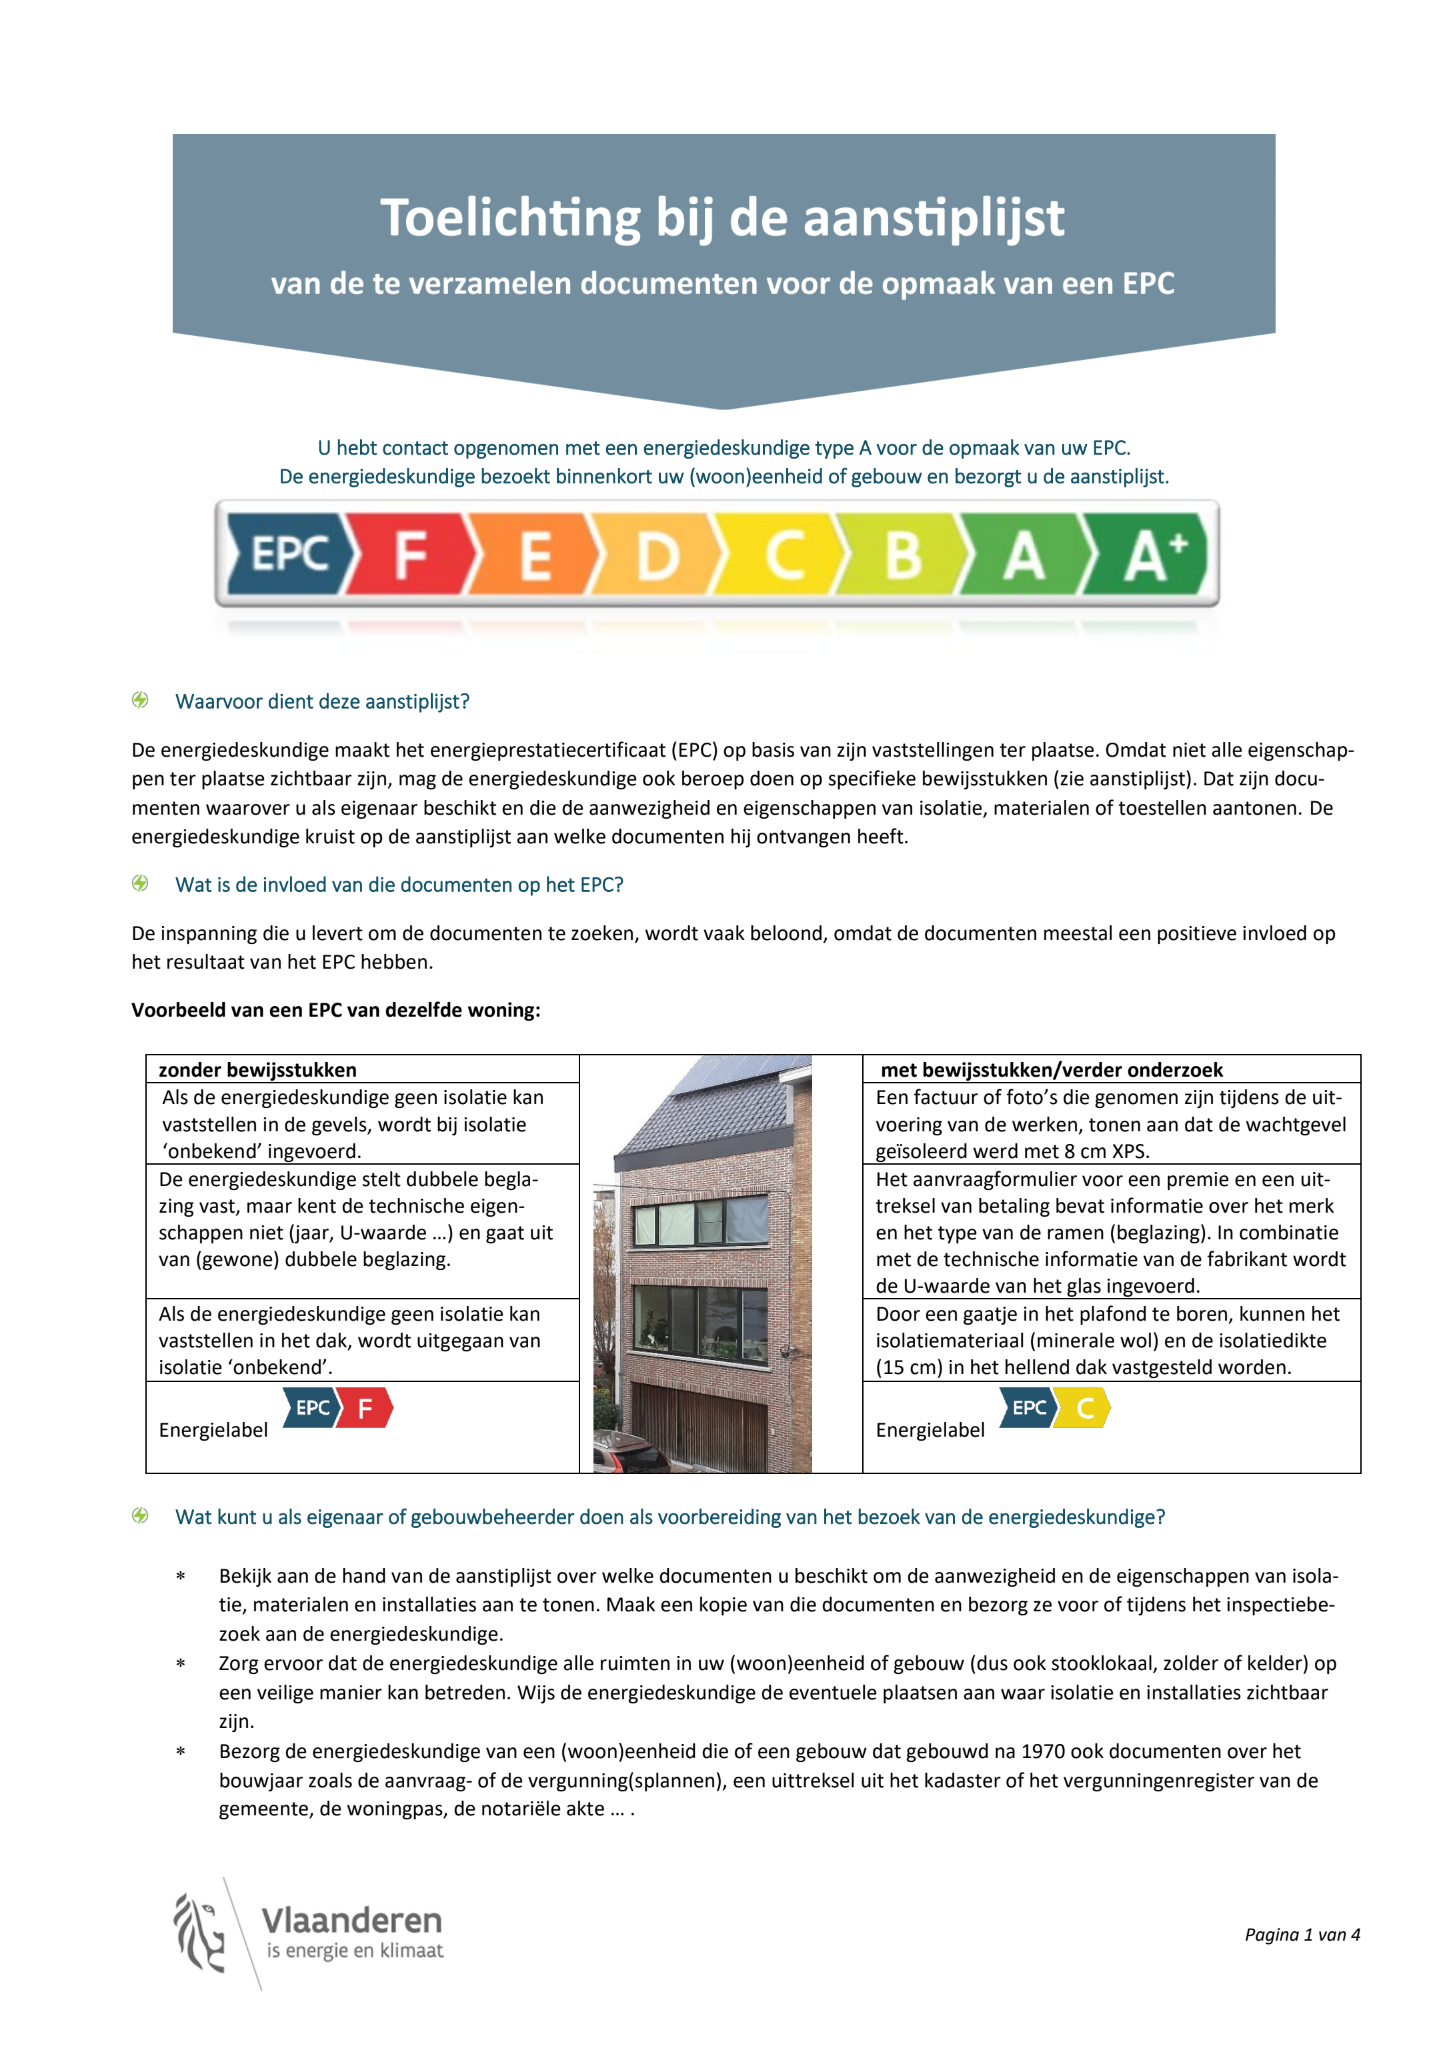 Toelichting bij de aanstiplijst
van de te verzamelen documenten voor de opmaak van een EPC
U hebt contact opgenomen met een energiedeskundige type A voor de opmaak van uw EPC.
De energiedeskundige bezoekt binnenkort uw (woon)eenheid of gebouw en bezorgt u de aanstiplijst.
EPC F E D C B A A+
Waarvoor dient deze aanstiplijst?
De energiedeskundige maakt het energieprestatiecertificaat (EPC) op basis van zijn vaststellingen ter plaatse. Omdat niet alle eigenschap-
pen ter plaatse zichtbaar zijn, mag de energiedeskundige ook beroep doen op specifieke bewijsstukken (zie aanstiplijst). Dat zijn docu-
menten waarover u als eigenaar beschikt en die de aanwezigheid en eigenschappen van isolatie, materialen of toestellen aantonen. De
energiedeskundige kruist op de aanstiplijst aan welke documenten hij ontvangen heeft.
Wat is de invloed van die documenten op het EPC?
De inspanning die u levert om de documenten te zoeken, wordt vaak beloond, omdat de documenten meestal een positieve invloed op
het resultaat van het EPC hebben.
Voorbeeld van een EPC van dezelfde woning:
zonder bewijsstukken
Als de energiedeskundige geen isolatie kan
vaststellen in de gevels, wordt bij isolatie
‘onbekend’ ingevoerd.
De energiedeskundige stelt dubbele begla-
zing vast, maar kent de technische eigen-
schappen niet (jaar, U-waarde …) en gaat uit
van (gewone) dubbele beglazing.
Als de energiedeskundige geen isolatie kan
vaststellen in het dak, wordt uitgegaan van
isolatie ‘onbekend’.
Energielabel EPC F
met bewijsstukken/verder onderzoek
Een factuur of foto’s die genomen zijn tijdens de uit-
voering van de werken, tonen aan dat de wachtgevel
geïsoleerd werd met 8 cm XPS.
Het aanvraagformulier voor een premie en een uit-
treksel van betaling bevat informatie over het merk
en het type van de ramen (beglazing). In combinatie
met de technische informatie van de fabrikant wordt
de U-waarde van het glas ingevoerd.
Door een gaatje in het plafond te boren, kunnen het
isolatiemateriaal (minerale wol) en de isolatiedikte
(15 cm) in het hellend dak vastgesteld worden.
Energielabel EPC C
Wat kunt u als eigenaar of gebouwbeheerder doen als voorbereiding van het bezoek van de energiedeskundige?
* Bekijk aan de hand van de aanstiplijst over welke documenten u beschikt om de aanwezigheid en de eigenschappen van isola-
tie, materialen en installaties aan te tonen. Maak een kopie van die documenten en bezorg ze voor of tijdens het inspectiebe-
zoek aan de energiedeskundige.
* Zorg ervoor dat de energiedeskundige alle ruimten in uw (woon)eenheid of gebouw (dus ook stooklokaal, zolder of kelder) op
een veilige manier kan betreden. Wijs de energiedeskundige de eventuele plaatsen aan waar isolatie en installaties zichtbaar
zijn.
* Bezorg de energiedeskundige van een (woon)eenheid die of een gebouw dat gebouwd na 1970 ook documenten over het
bouwjaar zoals de aanvraag- of de vergunning(splannen), een uittreksel uit het kadaster of het vergunningenregister van de
gemeente, de woningpas, de notariële akte … .
Vlaanderen
is energie en klimaat
Pagina 1 van 4